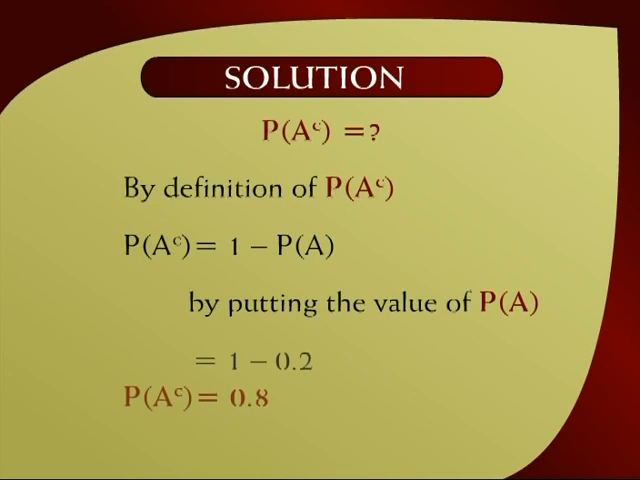 SOLUTION
P(Aᶜ) = ?
By definition of P(Aᶜ)
P(Aᶜ) = 1 – P(A)
by putting the value of P(A)
= 1 – 0.2
P(Aᶜ) = 0.8